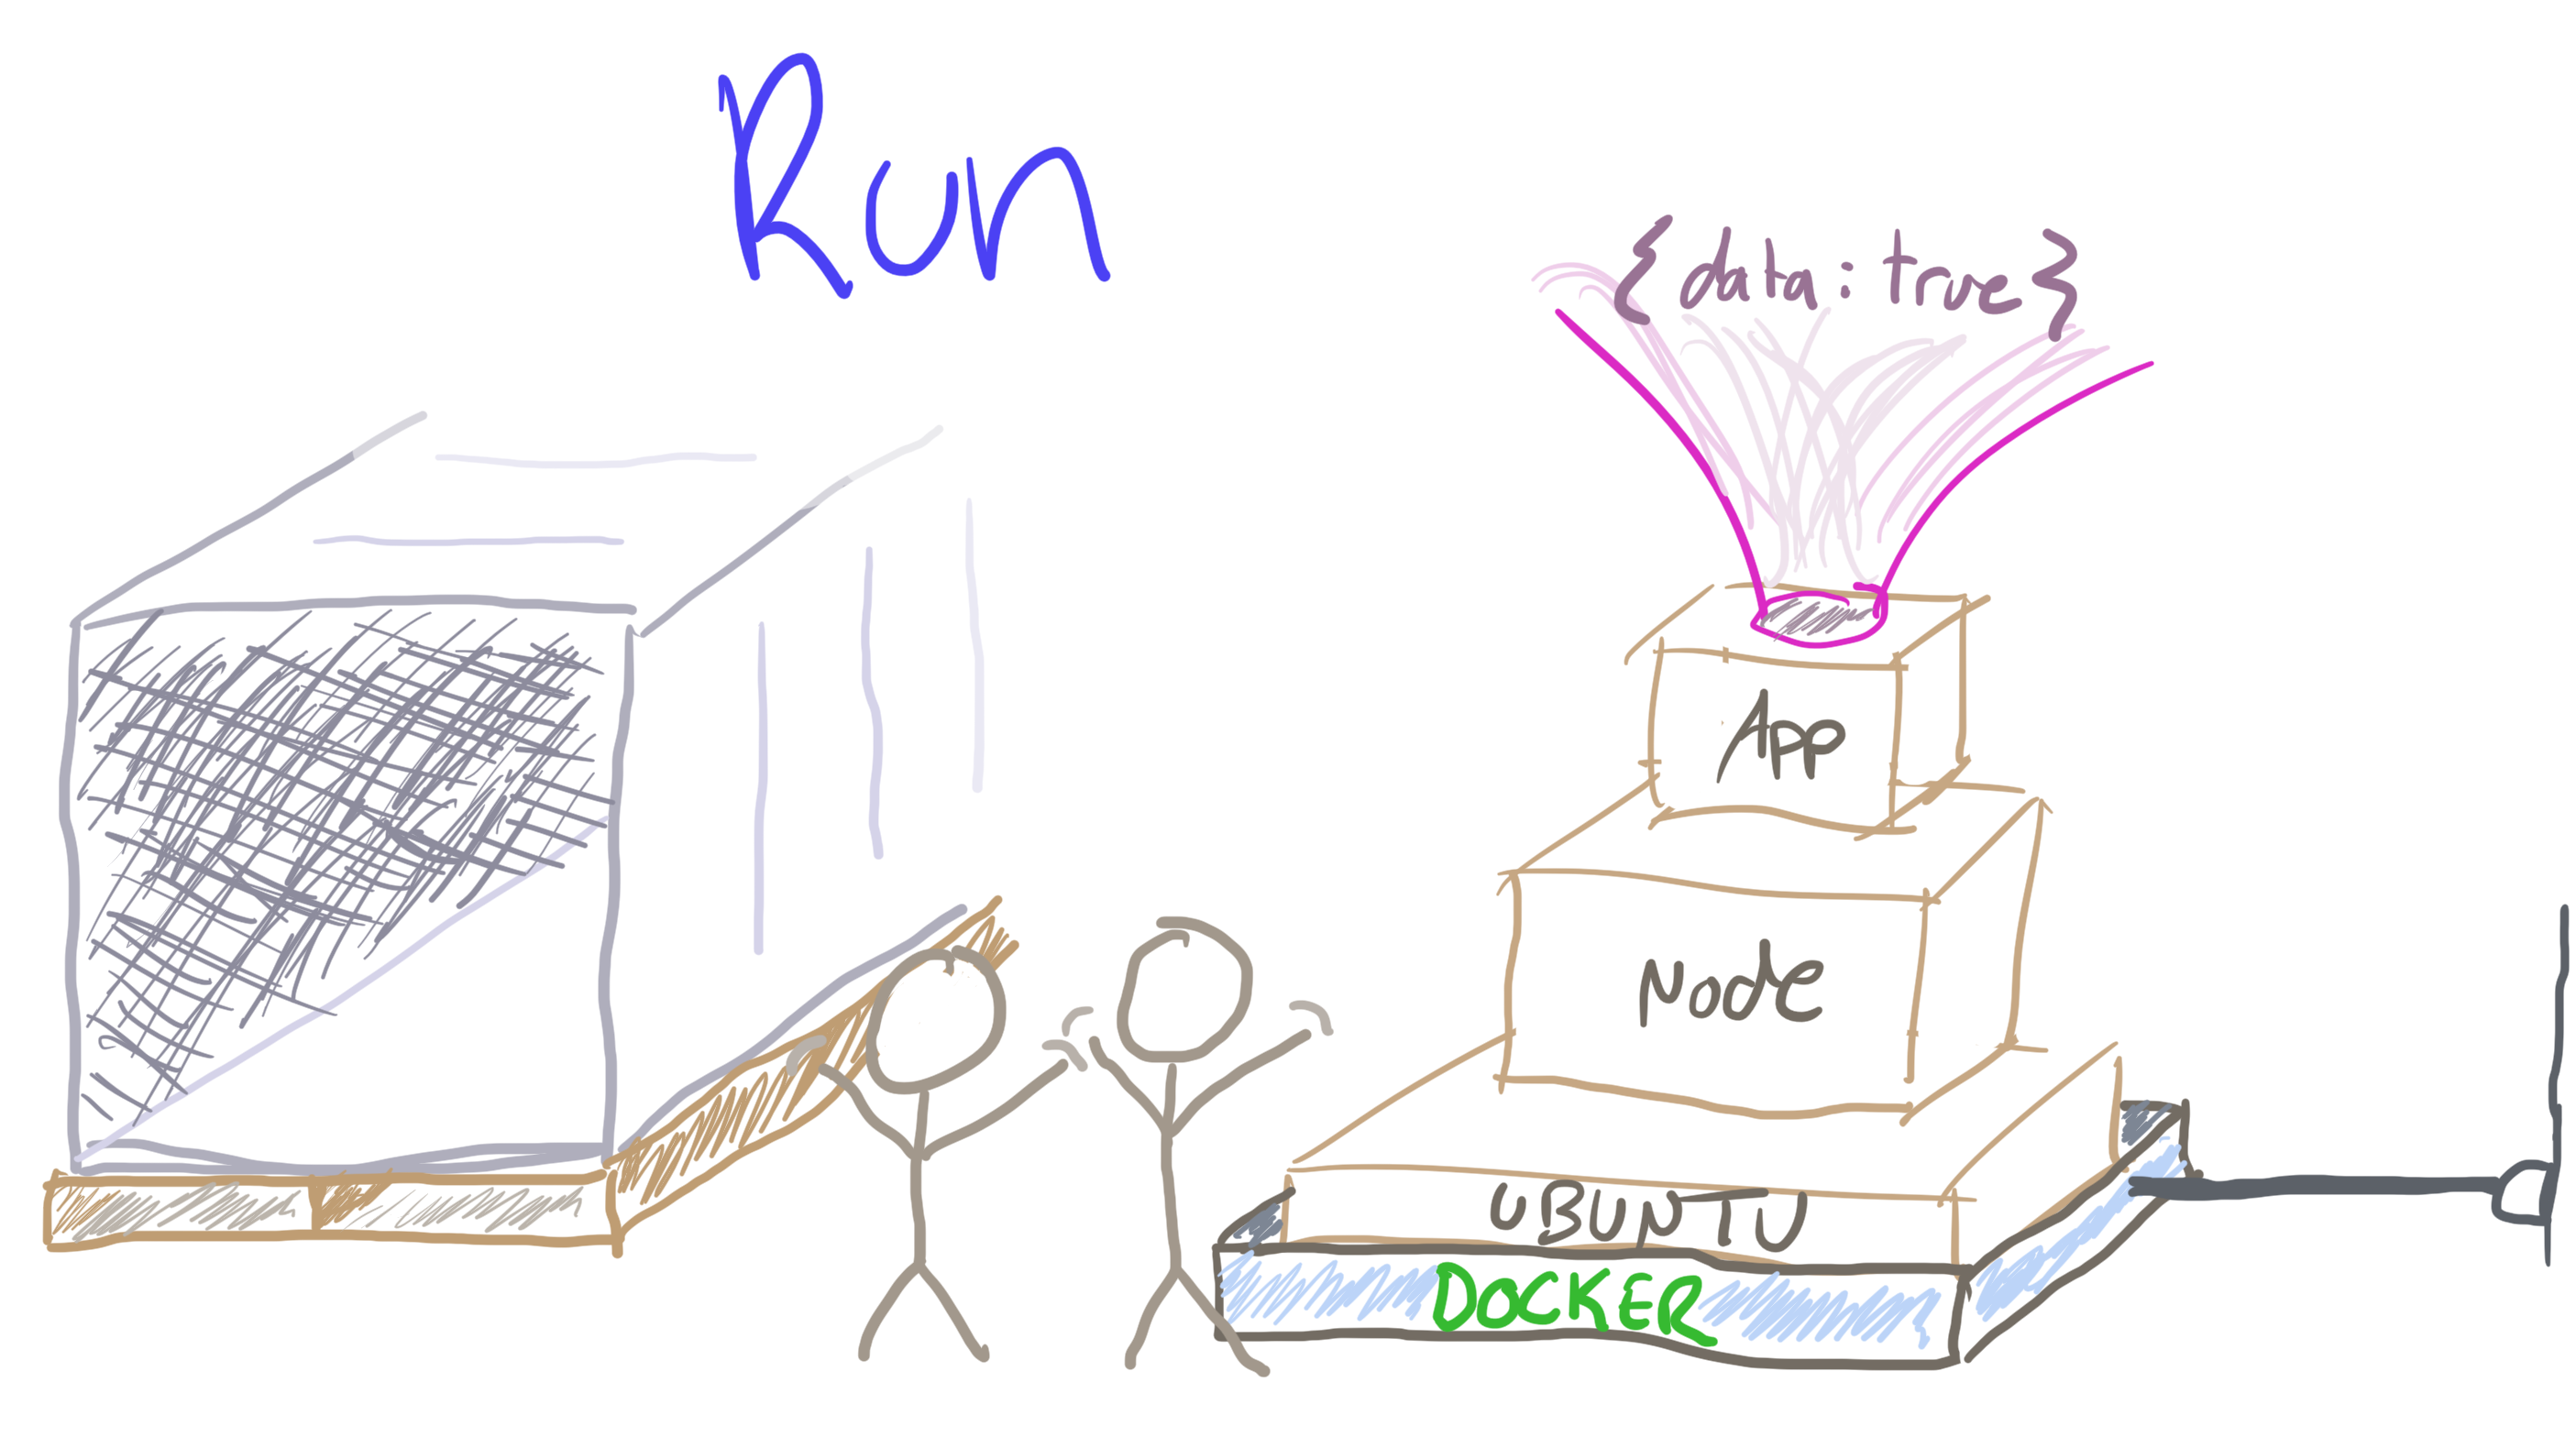 Run
{data: true}
App
Node
UBUNTU
DOCKER